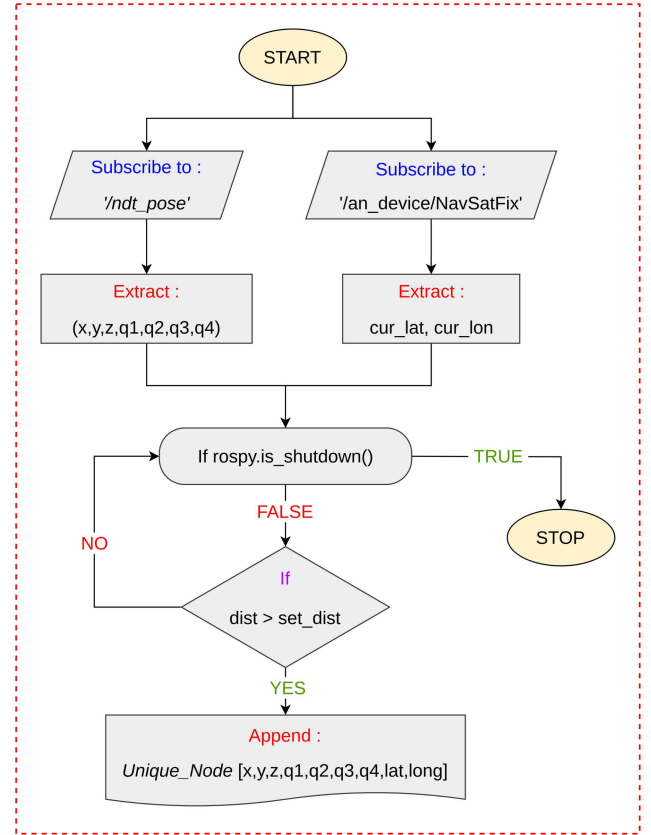 START
Subscribe to :
'/ndt_pose'
Subscribe to :
'/an_device/NavSatFix'
Extract :
(x,y,z,q1,q2,q3,q4)
Extract :
cur_lat, cur_lon
If rospy.is_shutdown()
TRUE
FALSE
STOP
NO
If
dist > set_dist
YES
Append :
Unique_Node [x,y,z,q1,q2,q3,q4,lat,long]